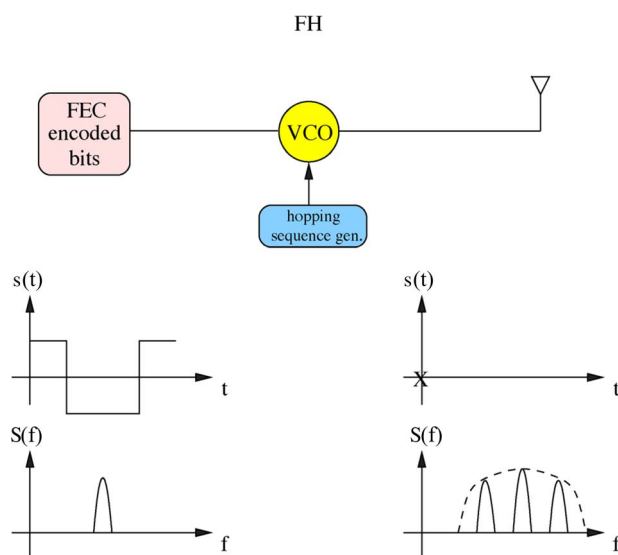 FH
FEC
encoded
bits
VCO
hopping
sequence gen.
s(t)
s(t)
X
t
t
S(f)
S(f)
f
f